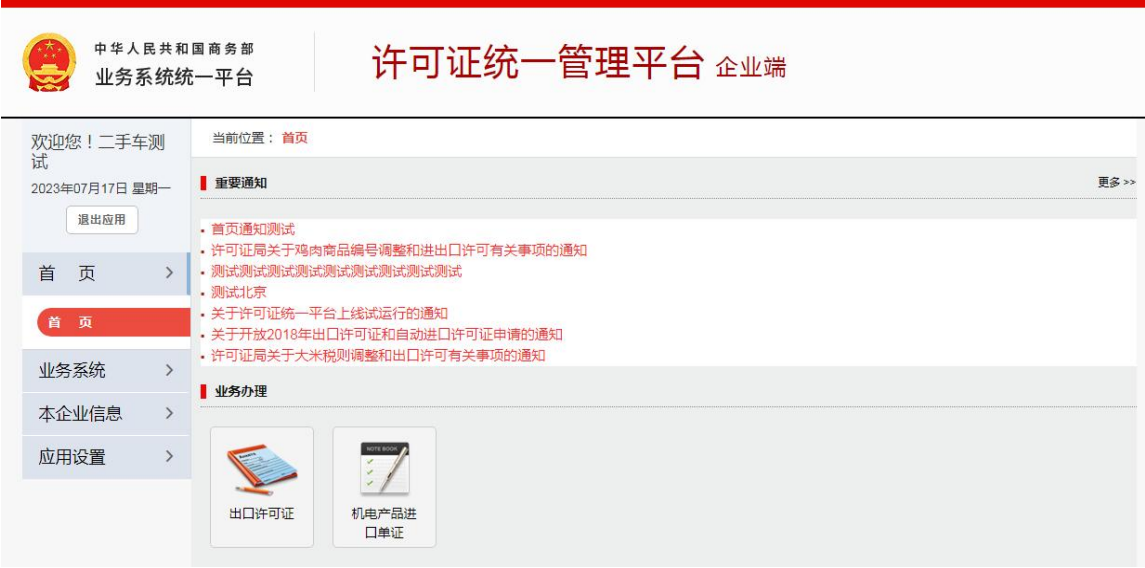 中华人民共和国商务部
业务系统统一平台
许可证统一管理平台 企业端
欢迎您！二手车测
试
2023年07月17日 星期一
退出应用
首 页
首 页
业务系统
本企业信息
应用设置
当前位置： 首页
重要通知
更多 >>
首页通知测试
许可证局关于鸡肉商品编号调整和进出口许可有关事项的通知
测试测试测试测试测试测试测试测试测试
测试北京
关于许可证统一平台上线试运行的通知
关于开放2018年出口许可证和自动进口许可证申请的通知
许可证局关于大米税则调整和出口许可有关事项的通知
业务办理
出口许可证
NOTE BOOK
机电产品进
口单证